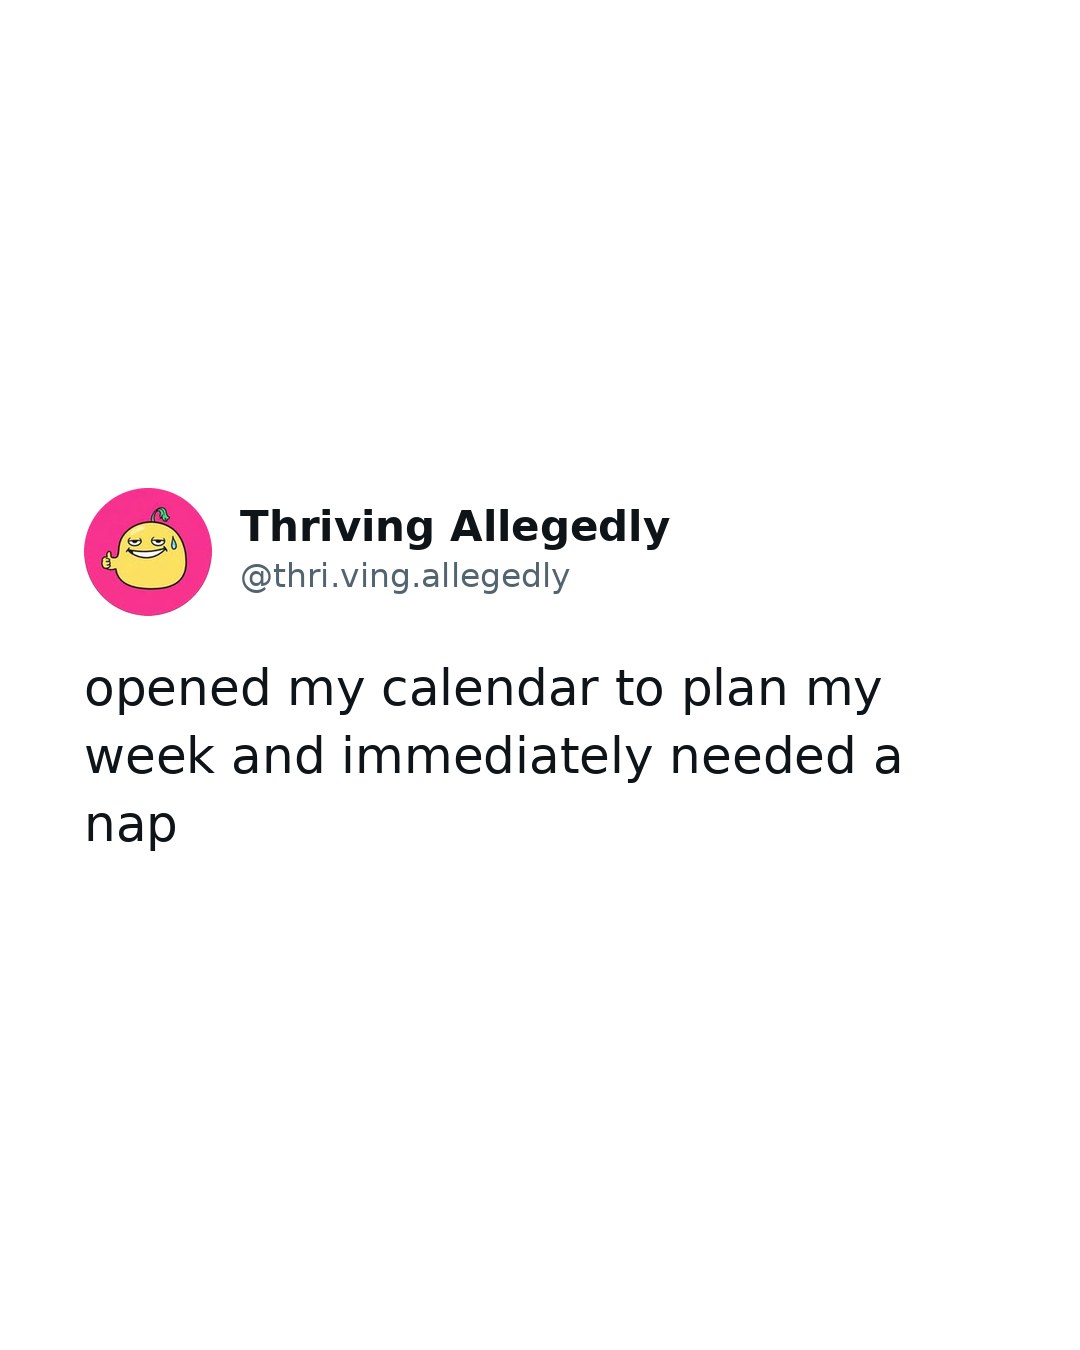 Thriving Allegedly
@thri.ving.allegedly
opened my calendar to plan my
week and immediately needed a
nap